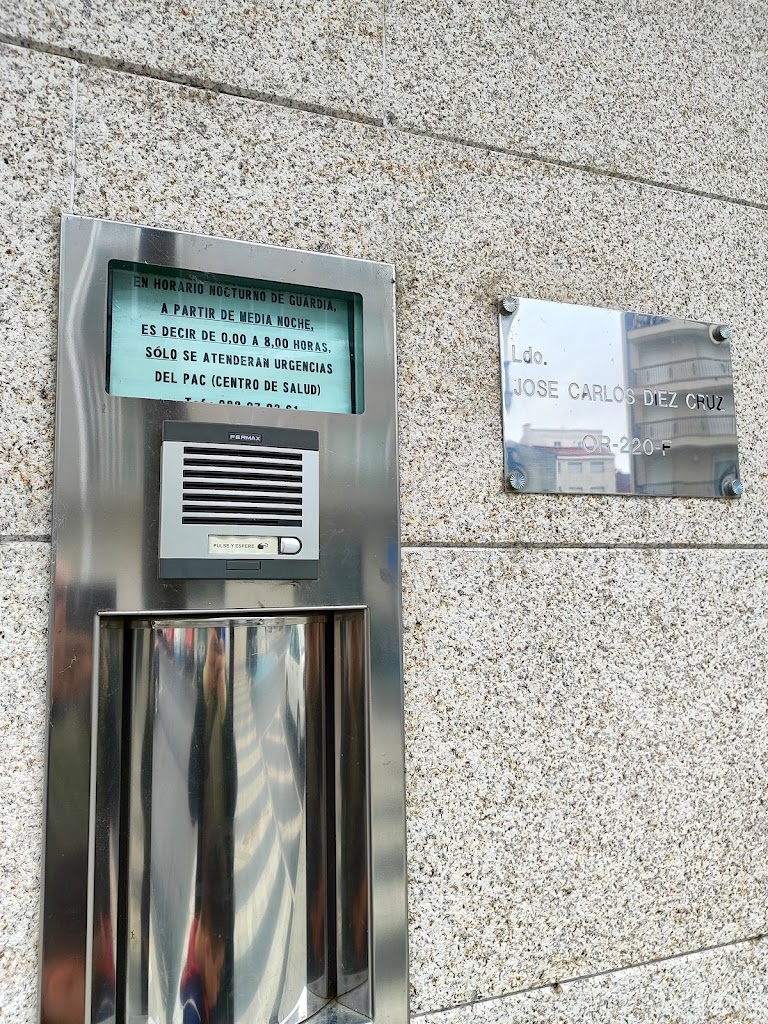 EN HORARIO NOCTURNO DE GUARDIA,
A PARTIR DE MEDIA NOCHE,
ES DECIR DE 0,00 A 8,00 HORAS,
SÓLO SE ATENDERAN URGENCIAS
DEL PAC (CENTRO DE SALUD)
FERMAX
PULSE Y ESPERE
Ldo.
JOSE CARLOS DIEZ CRUZ
OR-220-F